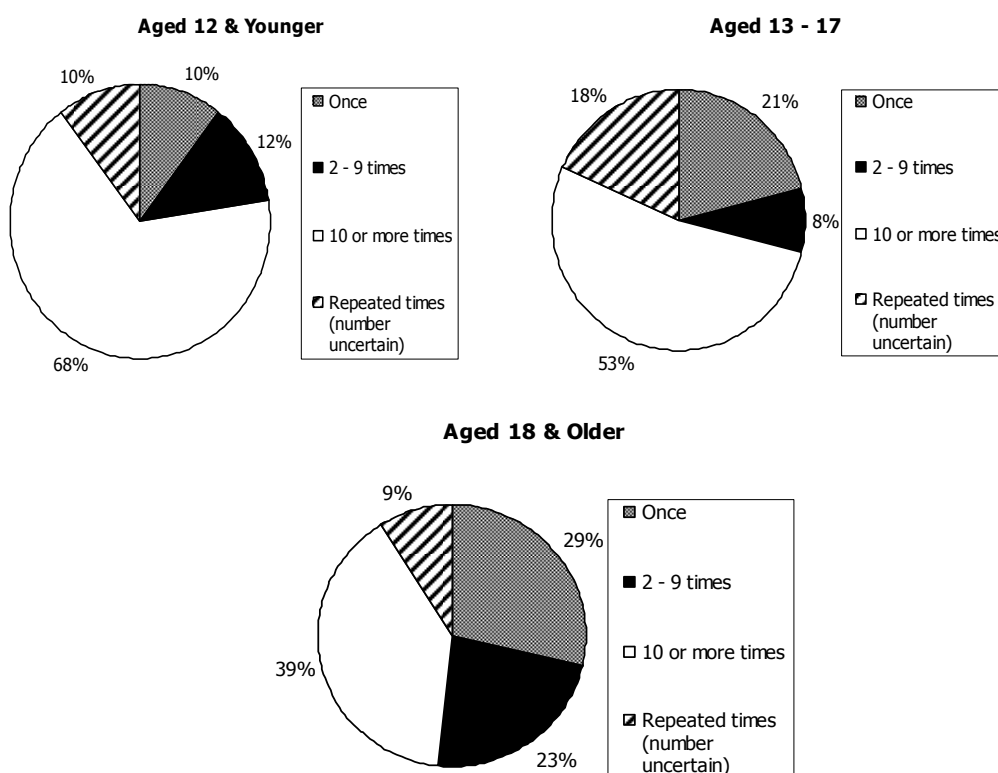 Aged 12 & Younger
10%
10%
12%
68%
Once
2 - 9 times
10 or more times
Repeated times
(number
uncertain)
Aged 13 - 17
18%
21%
8%
53%
Once
2 - 9 times
10 or more times
Repeated times
(number
uncertain)
Aged 18 & Older
9%
29%
39%
23%
Once
2 - 9 times
10 or more times
Repeated times
(number
uncertain)